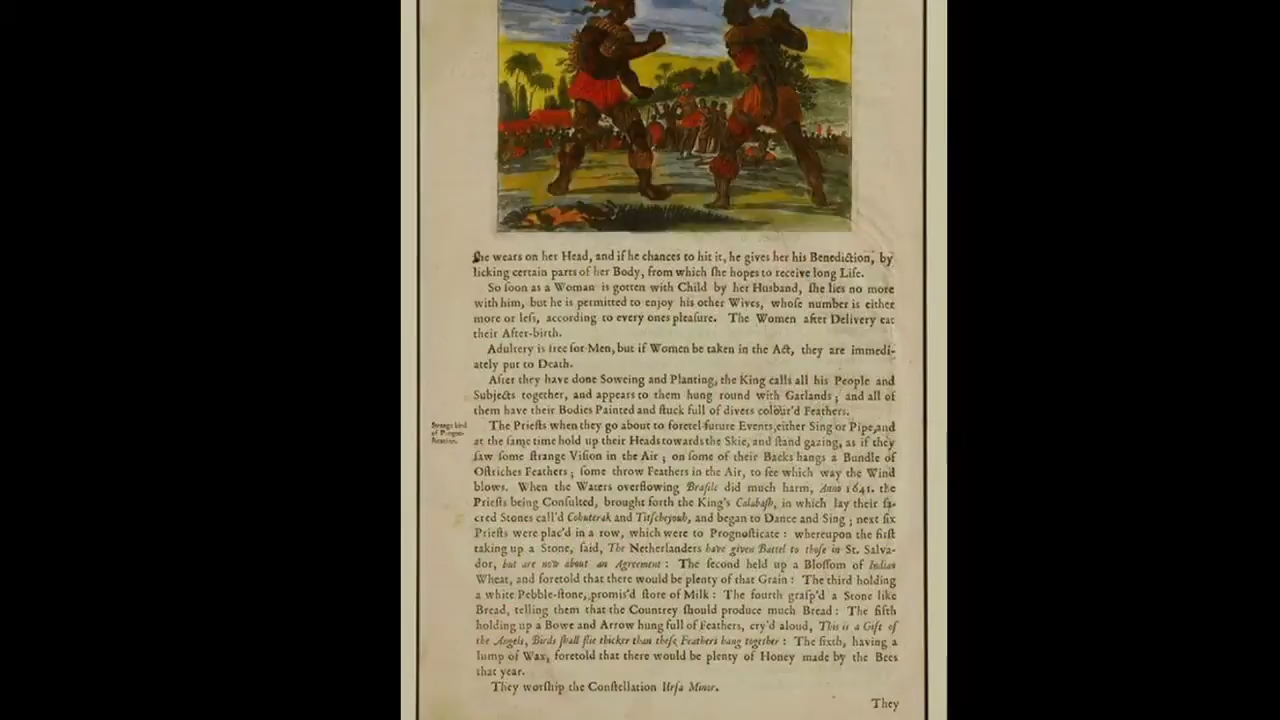 She wears on her Head, and if he chances to hit it, he gives her his Benediction, by
licking certain parts of her Body, from which she hopes to receive long Life.
So soon as a Woman is gotten with Child by her Husband, she lies no more
with him, but he is permitted to enjoy his other Wives, whose number is either
more or less, according to every ones pleasure. The Women after Delivery eat
their After-birth.
Adultery is free for Men, but if Women be taken in the Act, they are immedi-
ately put to Death.
After they have done Soweing and Planting, the King calls all his People and
Subjects together, and appears to them hung round with Garlands; and all of
them have their Bodies Painted and stuck full of divers colour'd Feathers.
Strange kind
of Progno-
stication.
The Priests when they go about to foretel future Events, either Sing or Pipe, and
at the same time hold up their Heads towards the Skie, and stand gazing, as if they
saw some strange Vision in the Air; on some of their Backs hangs a Bundle of
Ostriches Feathers; some throw Feathers in the Air, to see which way the Wind
blows. When the Waters overflowing Brasile did much harm, Anno 1641. the
Priests being Consulted, brought forth the King's Calabash, in which lay their sa-
cred Stones call'd Cohuterah and Titscheyouh, and began to Dance and Sing; next six
Priests were plac'd in a row, which were to Prognosticate: whereupon the first
taking up a Stone, said, The Netherlanders have given Battel to those in St. Salva-
dor, but are now about an Agreement: The second held up a Blossom of Indian
Wheat, and foretold that there would be plenty of that Grain: The third holding
a white Pebble-stone, promis'd store of Milk: The fourth grasp'd a Stone like
Bread, telling them that the Countrey should produce much Bread: The fifth
holding up a Bowe and Arrow hung full of Feathers, cry'd aloud, This is a Gift of
the Angels, Birds shall flie thicker than these Feathers hang together: The sixth, having a
lump of Wax, foretold that there would be plenty of Honey made by the Bees
that year.
They worship the Constellation Ursa Minor.
They